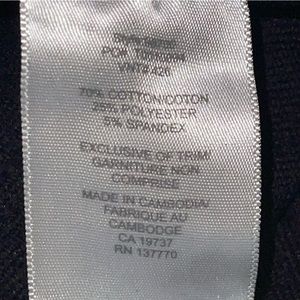 VNT2426
70% COTTON/COTON
25% POLYESTER
5% SPANDEX
EXCLUSIVE OF TRIM/
GARNITURE NON
COMPRISE
MADE IN CAMBODIA/
FABRIQUE AU
CAMBODGE
CA 19737
RN 137770